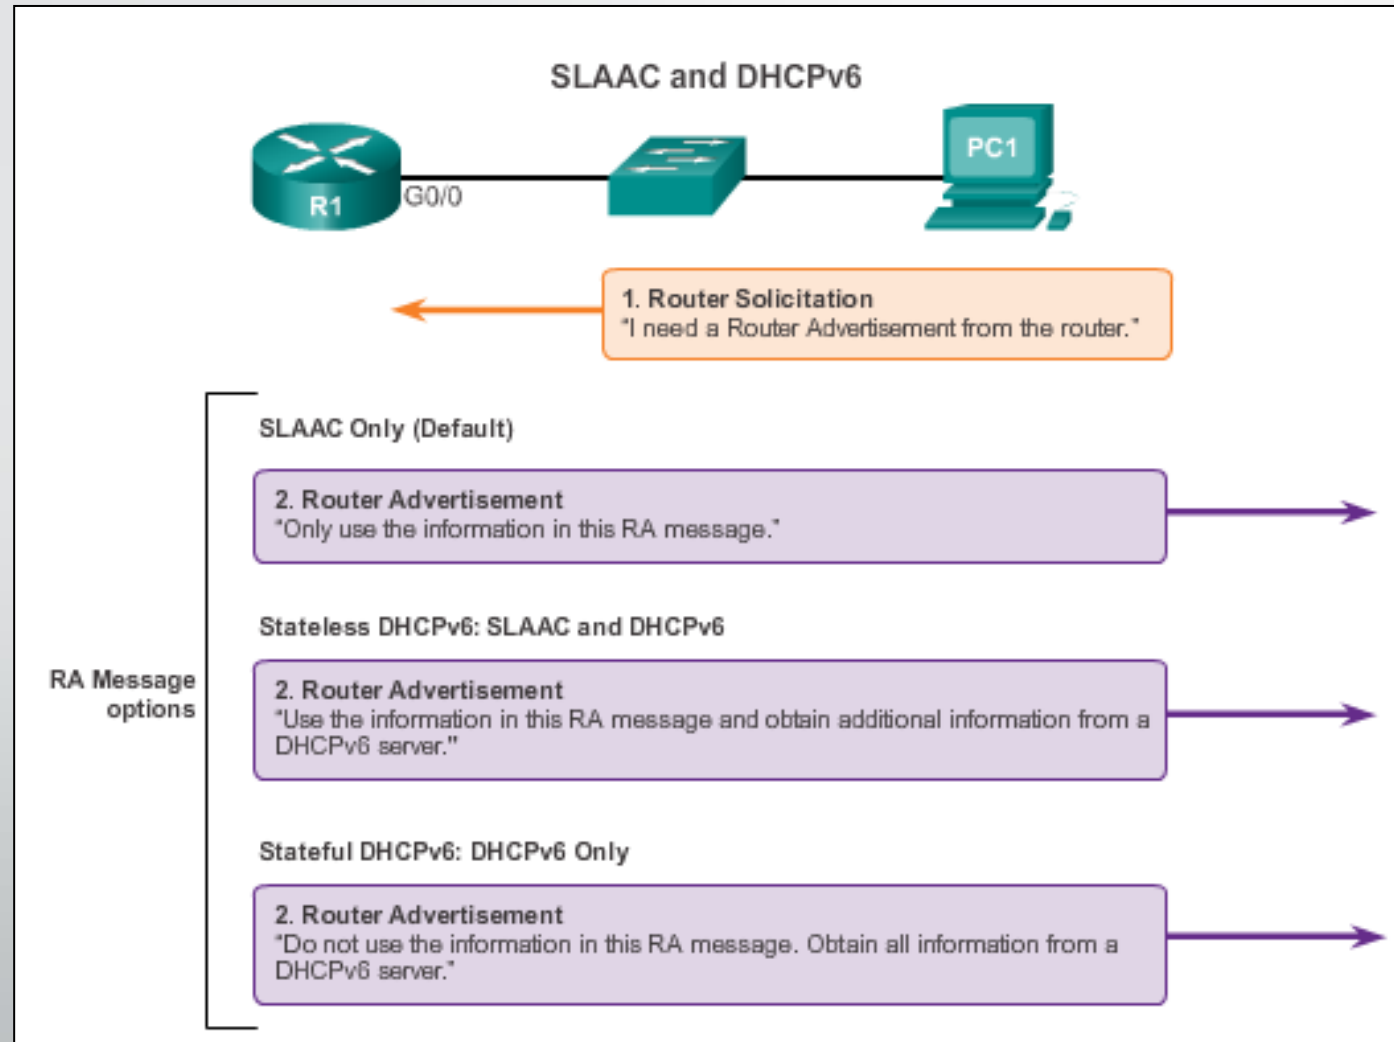 SLAAC and DHCPv6
PC1
R1
G0/0
1. Router Solicitation
"I need a Router Advertisement from the router."
SLAAC Only (Default)
2. Router Advertisement
"Only use the information in this RA message."
Stateless DHCPv6: SLAAC and DHCPv6
RA Message
options
2. Router Advertisement
"Use the information in this RA message and obtain additional information from a
DHCPv6 server."
Stateful DHCPv6: DHCPv6 Only
2. Router Advertisement
"Do not use the information in this RA message. Obtain all information from a
DHCPv6 server."